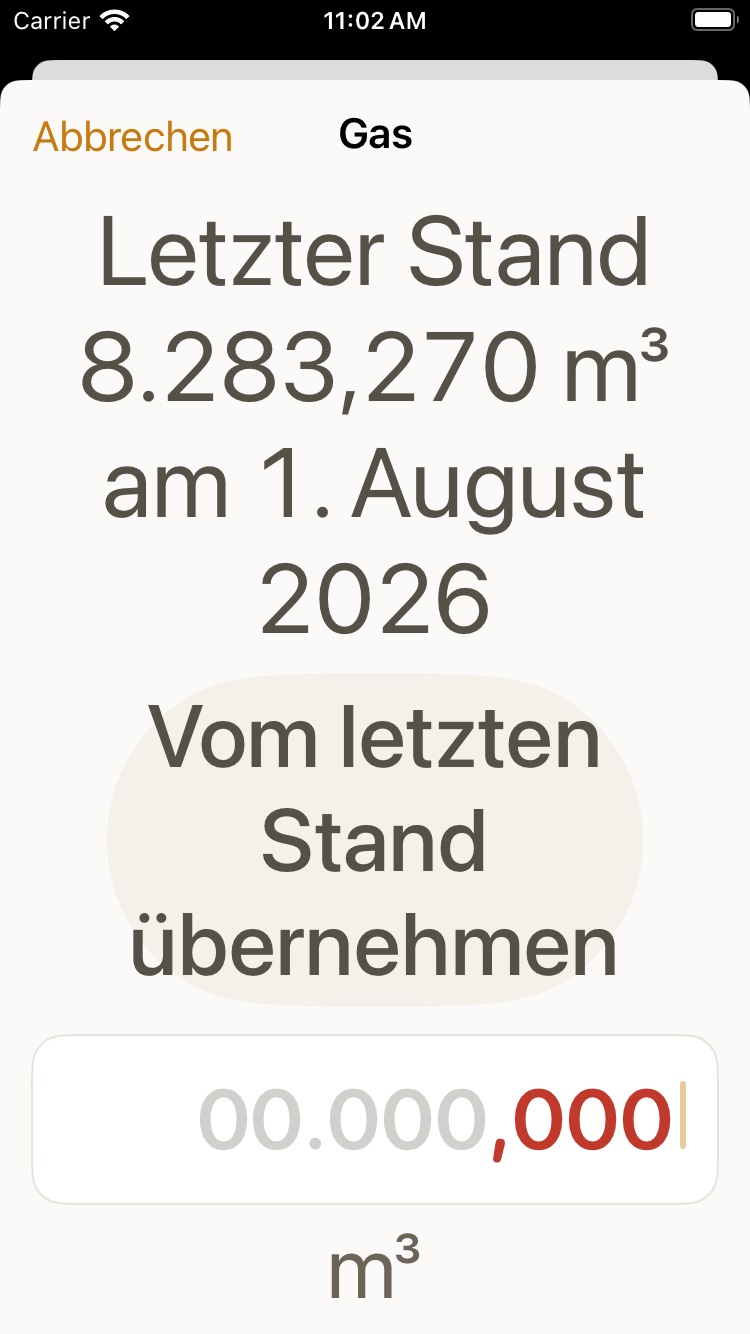 Carrier 11:02 AM
Abbrechen Gas
Letzter Stand
8.283,270 m³
am 1. August
2026
Vom letzten
Stand
übernehmen
00.000,000
m³